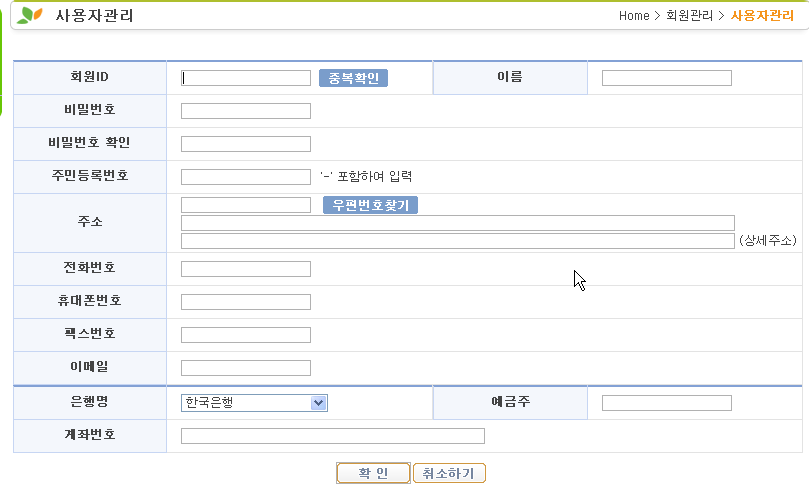 사용자관리
Home > 회원관리 > 사용자관리
회원ID 중복확인 이름
비밀번호
비밀번호 확인
주민등록번호 '-' 포함하여 입력
주소 우편번호찾기
(상세주소)
전화번호
휴대폰번호
팩스번호
이메일
은행명 한국은행 예금주
계좌번호
확 인 취소하기